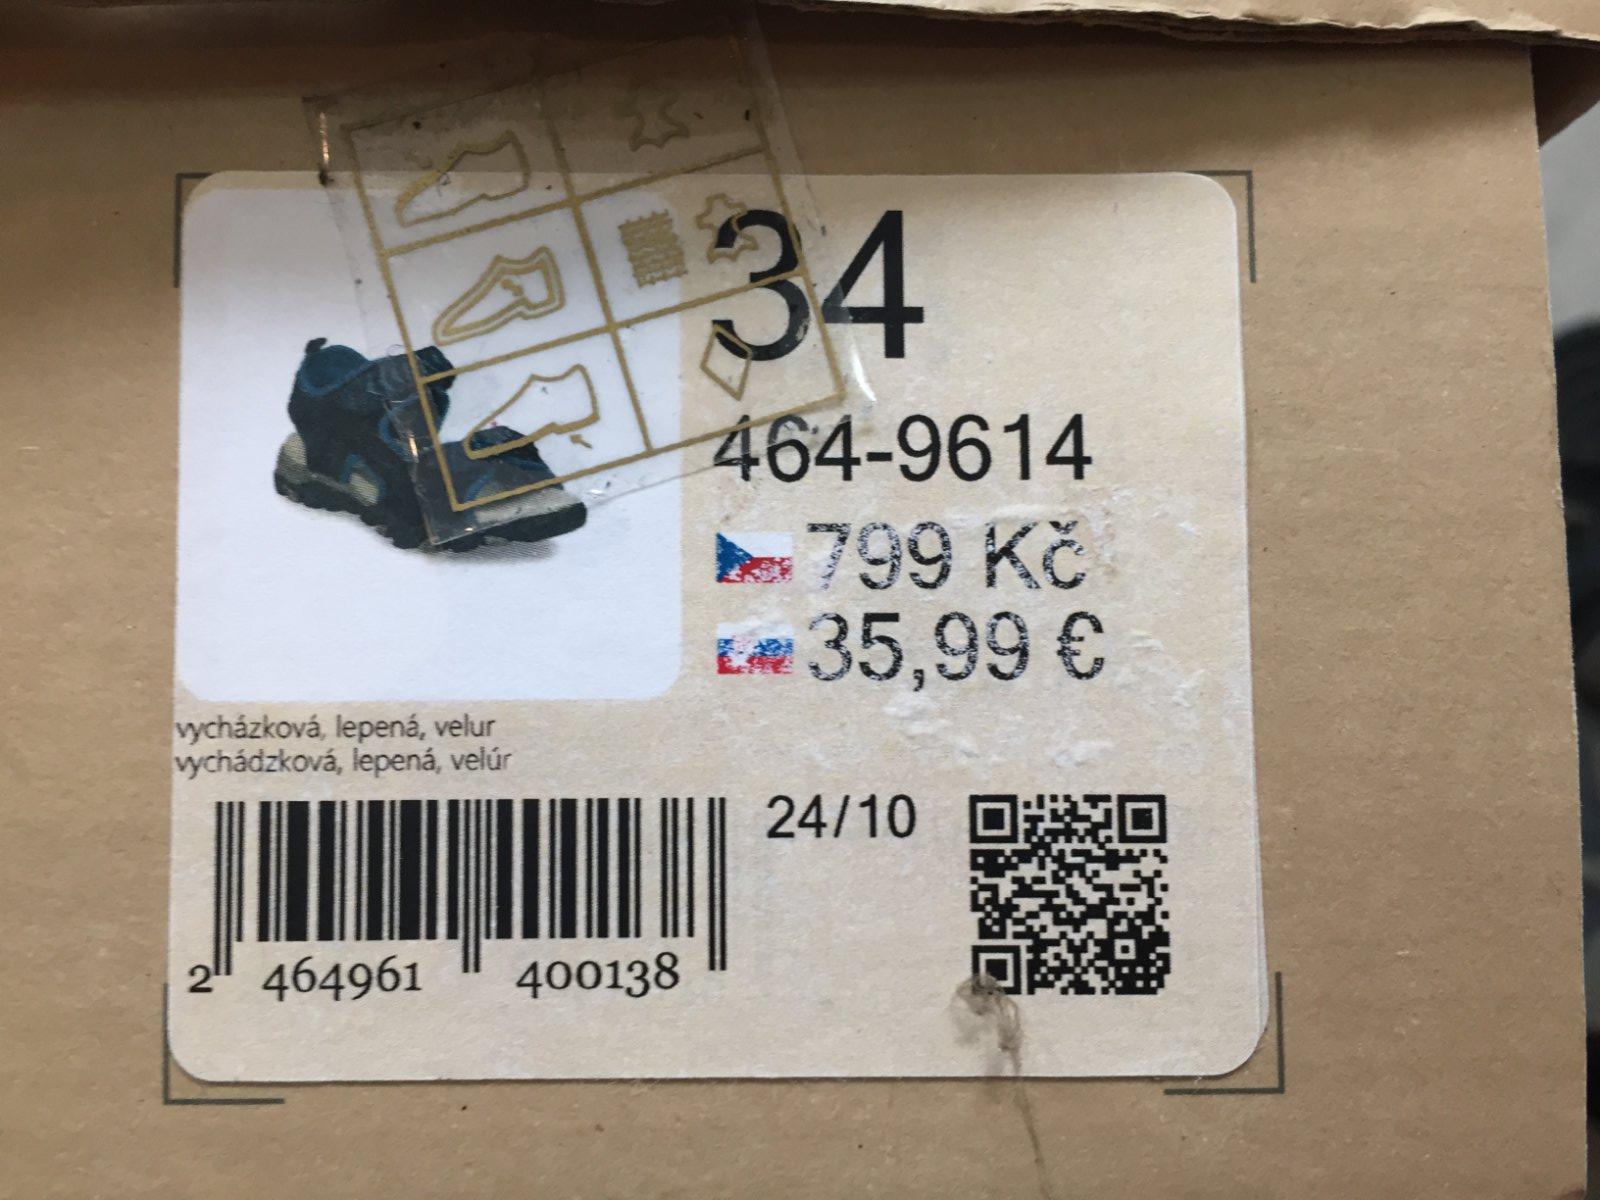 34
464-9614
799 Kč
35,99 €
vycházková, lepená, velur
vychádzková, lepená, velúr
24/10
2 464961 400138